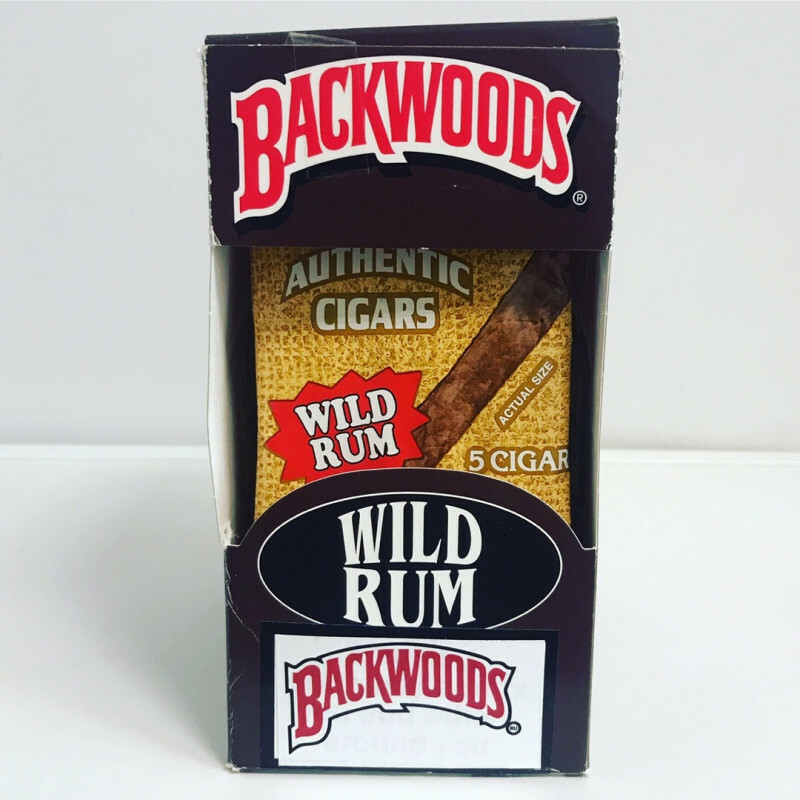 BACKWOODS
®
AUTHENTIC
CIGARS
WILD
RUM
ACTUAL SIZE
5 CIGAR
WILD
RUM
BACKWOODS